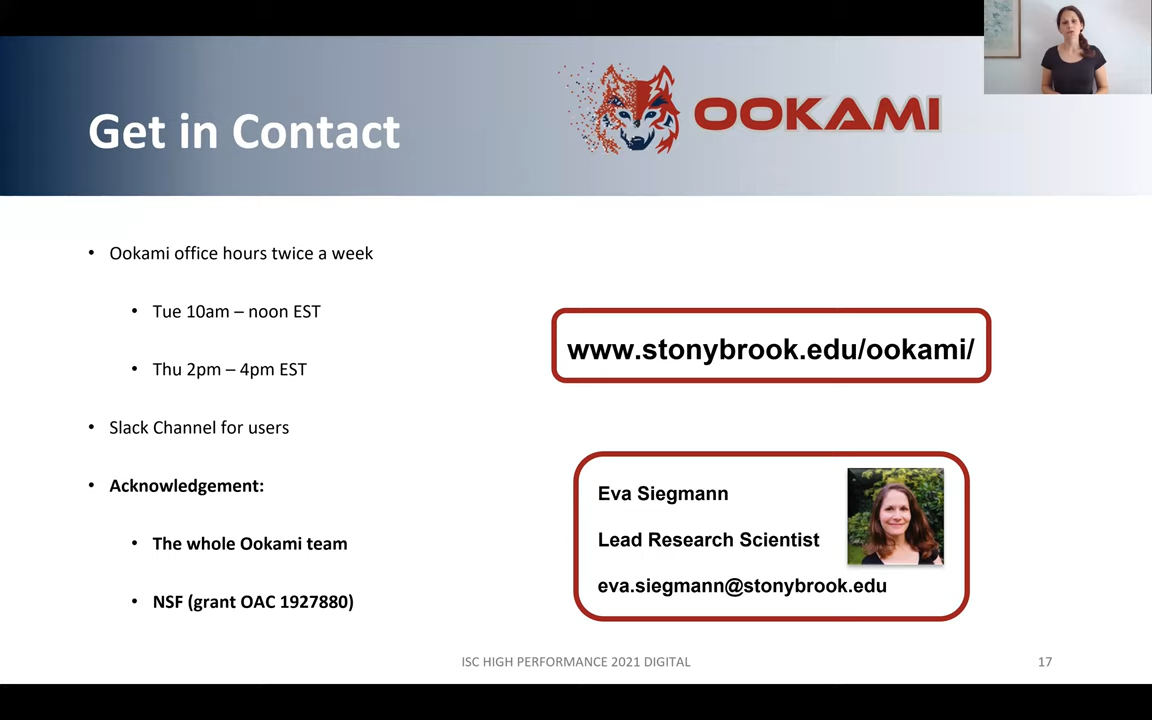 OOKAMI
Get in Contact
• Ookami office hours twice a week
• Tue 10am – noon EST
• Thu 2pm – 4pm EST
• Slack Channel for users
• Acknowledgement:
• The whole Ookami team
• NSF (grant OAC 1927880)
www.stonybrook.edu/ookami/
Eva Siegmann
Lead Research Scientist
eva.siegmann@stonybrook.edu
ISC HIGH PERFORMANCE 2021 DIGITAL
17